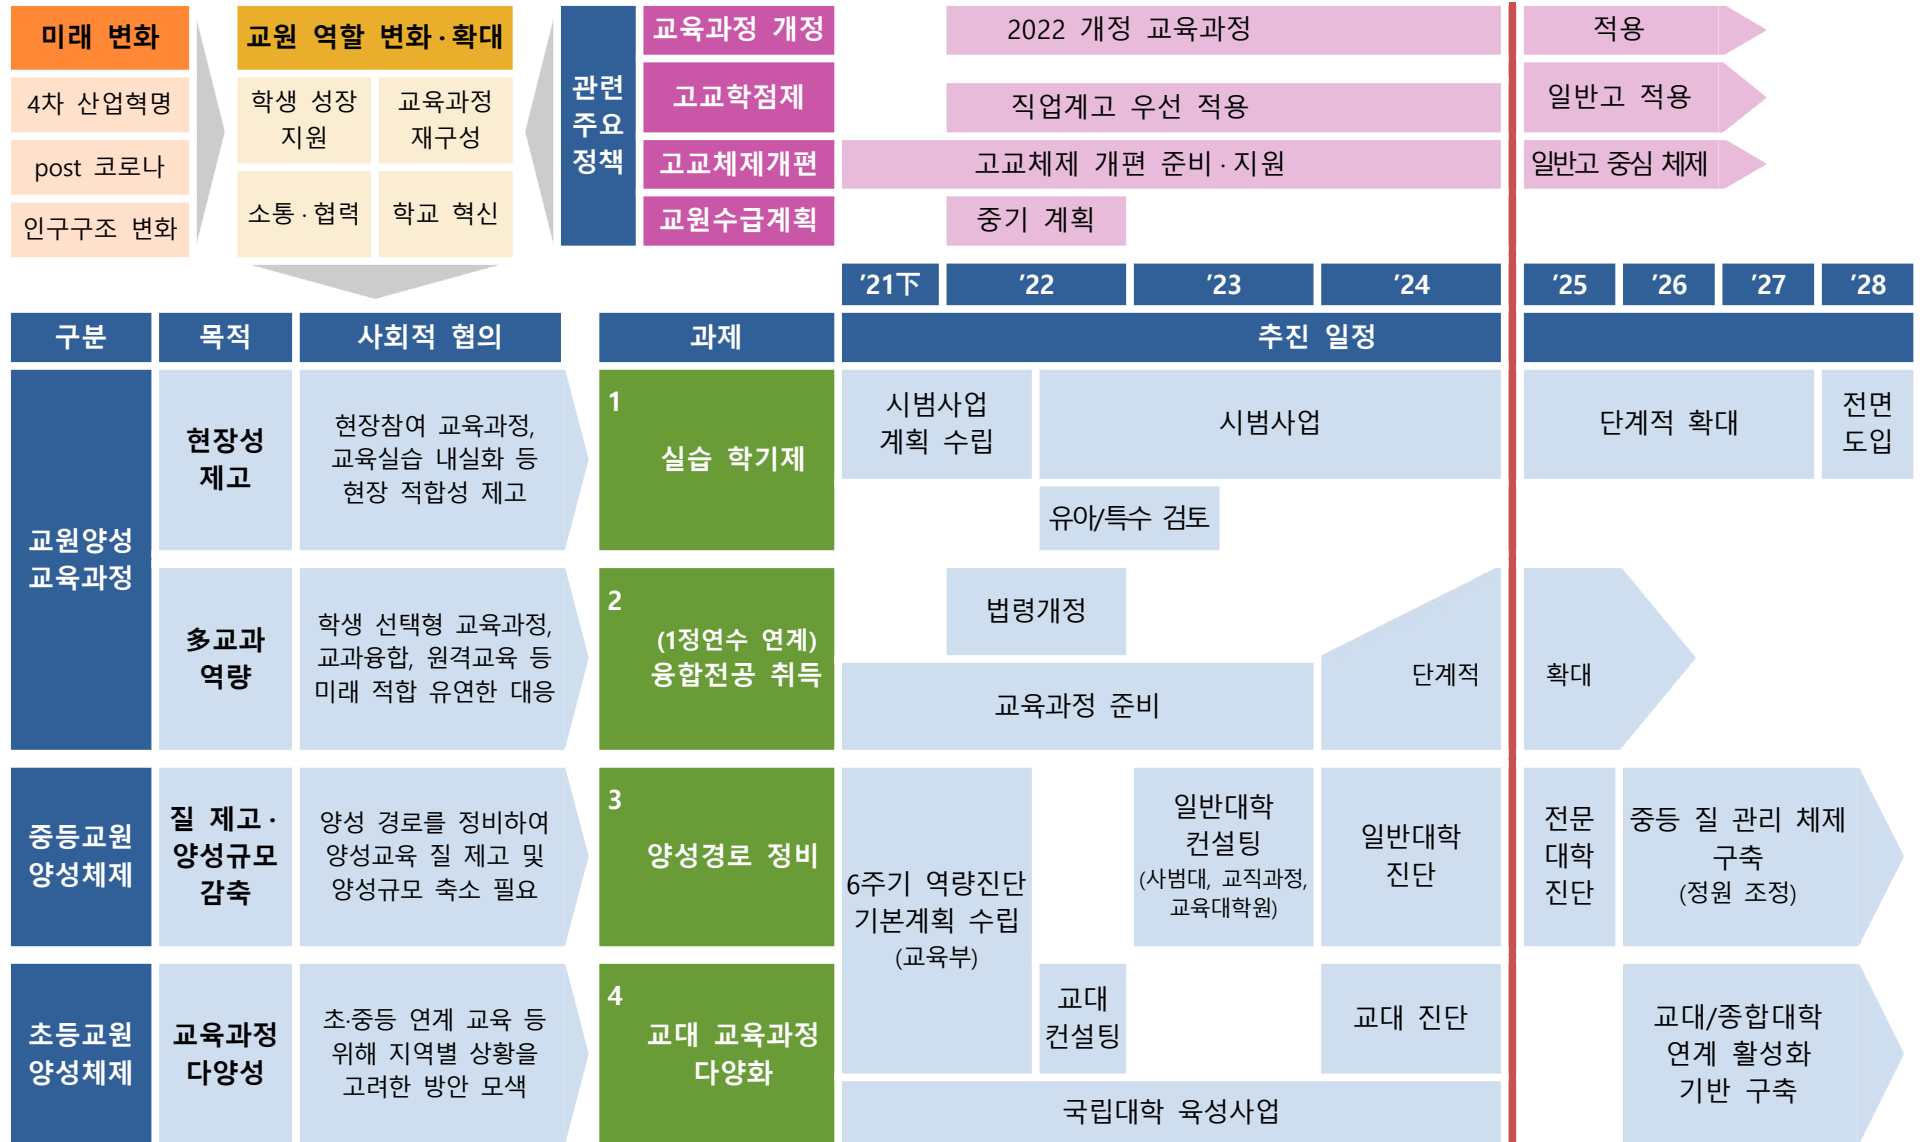 미래 변화
4차 산업혁명
post 코로나
인구구조 변화
교원 역할 변화·확대
학생 성장
지원
교육과정
재구성
소통·협력
학교 혁신
관련
주요
정책
교육과정 개정
2022 개정 교육과정
적용
고교학점제
직업계고 우선 적용
일반고 적용
고교체제개편
고교체제 개편 준비·지원
일반고 중심 체제
교원수급계획
중기 계획
’21下
’22
’23
’24
’25
’26
’27
’28
구분
목적
사회적 협의
과제
추진 일정
교원양성
교육과정
현장성
제고
현장참여 교육과정,
교육실습 내실화 등
현장 적합성 제고
1
실습 학기제
시범사업
계획 수립
시범사업
단계적 확대
전면
도입
유아/특수 검토
多교과
역량
학생 선택형 교육과정,
교과융합, 원격교육 등
미래 적합 유연한 대응
2
(1정연수 연계)
융합전공 취득
법령개정
교육과정 준비
단계적
확대
중등교원
양성체제
질 제고·
양성규모
감축
양성 경로를 정비하여
양성교육 질 제고 및
양성규모 축소 필요
3
양성경로 정비
6주기 역량진단
기본계획 수립
(교육부)
일반대학
컨설팅
(사범대, 교직과정,
교육대학원)
일반대학
진단
전문
대학
진단
중등 질 관리 체제
구축
(정원 조정)
초등교원
양성체제
교육과정
다양성
초·중등 연계 교육 등
위해 지역별 상황을
고려한 방안 모색
4
교대 교육과정
다양화
교대
컨설팅
교대 진단
교대/종합대학
연계 활성화
기반 구축
국립대학 육성사업